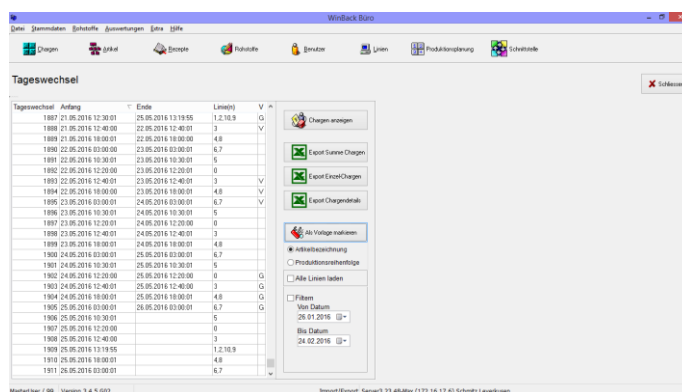 WinBack Büro
Datei Stammdaten Rohstoffe Auswertungen Extra Hilfe
Chargen Artikel Rezepte Rohstoffe Benutzer Linien Produktionsplanung Schnittstelle
Tageswechsel
Schliessen
Tageswechsel Anfang Ende Linie(n) V
1887 21.05.2016 12:30:01 25.05.2016 13:19:55 1,2,10,9 G
1888 21.05.2016 12:40:01 22.05.2016 12:40:01 3 V
1889 21.05.2016 18:00:01 22.05.2016 18:00:00 4,8
1890 22.05.2016 03:00:00 23.05.2016 03:00:01 6,7
1891 22.05.2016 10:30:01 23.05.2016 10:30:01 5
1892 22.05.2016 12:20:00 23.05.2016 12:20:01 0
1893 22.05.2016 12:40:01 23.05.2016 12:40:01 3 V
1894 22.05.2016 18:00:00 23.05.2016 18:00:01 4,8 V
1895 23.05.2016 03:00:01 24.05.2016 03:00:01 6,7 V
1896 23.05.2016 10:30:01 24.05.2016 10:30:01 5
1897 23.05.2016 12:20:01 24.05.2016 12:20:00 0
1898 23.05.2016 12:40:01 24.05.2016 12:40:01 3
1899 23.05.2016 18:00:01 24.05.2016 18:00:01 4,8
1900 24.05.2016 03:00:01 25.05.2016 03:00:01 6,7
1901 24.05.2016 10:30:01 25.05.2016 10:30:01 5
1902 24.05.2016 12:20:00 25.05.2016 12:20:00 0 G
1903 24.05.2016 12:40:01 25.05.2016 12:40:00 3 G
1904 24.05.2016 18:00:01 25.05.2016 18:00:01 4,8 G
1905 25.05.2016 03:00:01 26.05.2016 03:00:01 6,7 G
1906 25.05.2016 10:30:01 5
1907 25.05.2016 12:20:00 0
1908 25.05.2016 12:40:00 3
1909 25.05.2016 13:19:55 1,2,10,9
1910 25.05.2016 18:00:01 4,8
1911 26.05.2016 03:00:01 6,7
Chargen anzeigen
Export Summe Chargen
Export Einzel-Chargen
Export Chargendetails
Als Vorlage markieren
Artikelbezeichnung
Produktionsreihenfolge
Alle Linien laden
Filtern
Von Datum
26.01.2016
Bis Datum
24.02.2016
Version 3.4.5.G02